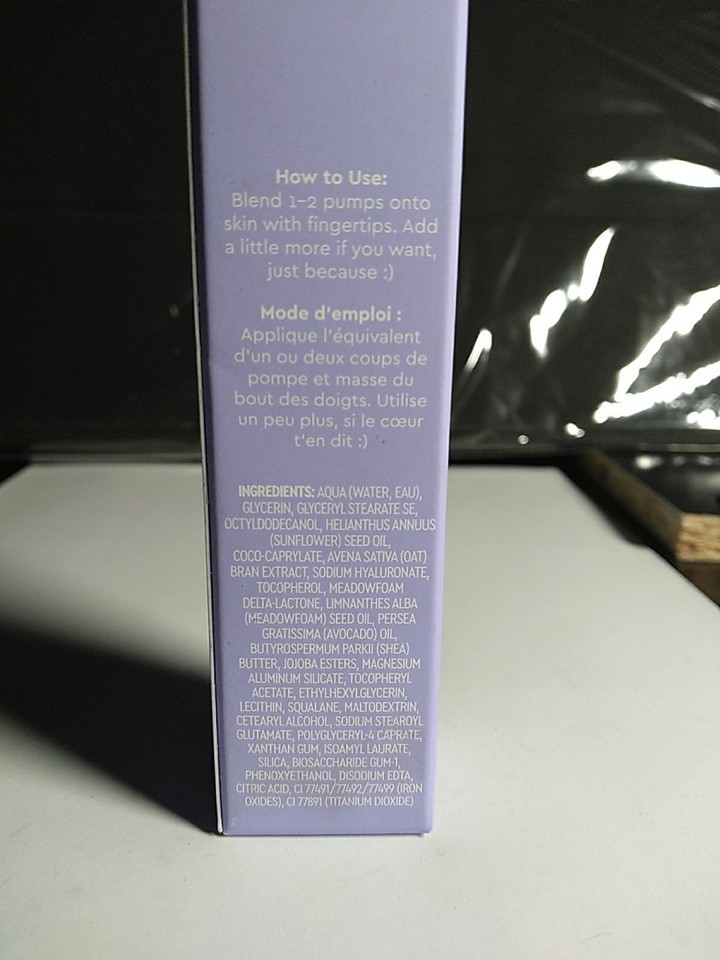 How to Use:
Blend 1–2 pumps onto
skin with fingertips. Add
a little more if you want,
just because :)
Mode d'emploi :
Applique l'équivalent
d'un ou deux coups de
pompe et masse du
bout des doigts. Utilise
un peu plus, si le cœur
t'en dit :)
INGREDIENTS: AQUA (WATER, EAU),
GLYCERIN, GLYCERYL STEARATE SE,
OCTYLDODECANOL, HELIANTHUS ANNUUS
(SUNFLOWER) SEED OIL,
COCO-CAPRYLATE, AVENA SATIVA (OAT)
BRAN EXTRACT, SODIUM HYALURONATE,
TOCOPHEROL, MEADOWFOAM
DELTA-LACTONE, LIMNANTHES ALBA
(MEADOWFOAM) SEED OIL, PERSEA
GRATISSIMA (AVOCADO) OIL,
BUTYROSPERMUM PARKII (SHEA)
BUTTER, JOJOBA ESTERS, MAGNESIUM
ALUMINUM SILICATE, TOCOPHERYL
ACETATE, ETHYLHEXYLGLYCERIN,
LECITHIN, SQUALANE, MALTODEXTRIN,
CETEARYL ALCOHOL, SODIUM STEAROYL
GLUTAMATE, POLYGLYCERYL-4 CAPRATE,
XANTHAN GUM, ISOAMYL LAURATE,
SILICA, BIOSACCHARIDE GUM-1,
PHENOXYETHANOL, DISODIUM EDTA,
CITRIC ACID, CI 77491/77492/77499 (IRON
OXIDES), CI 77891 (TITANIUM DIOXIDE)